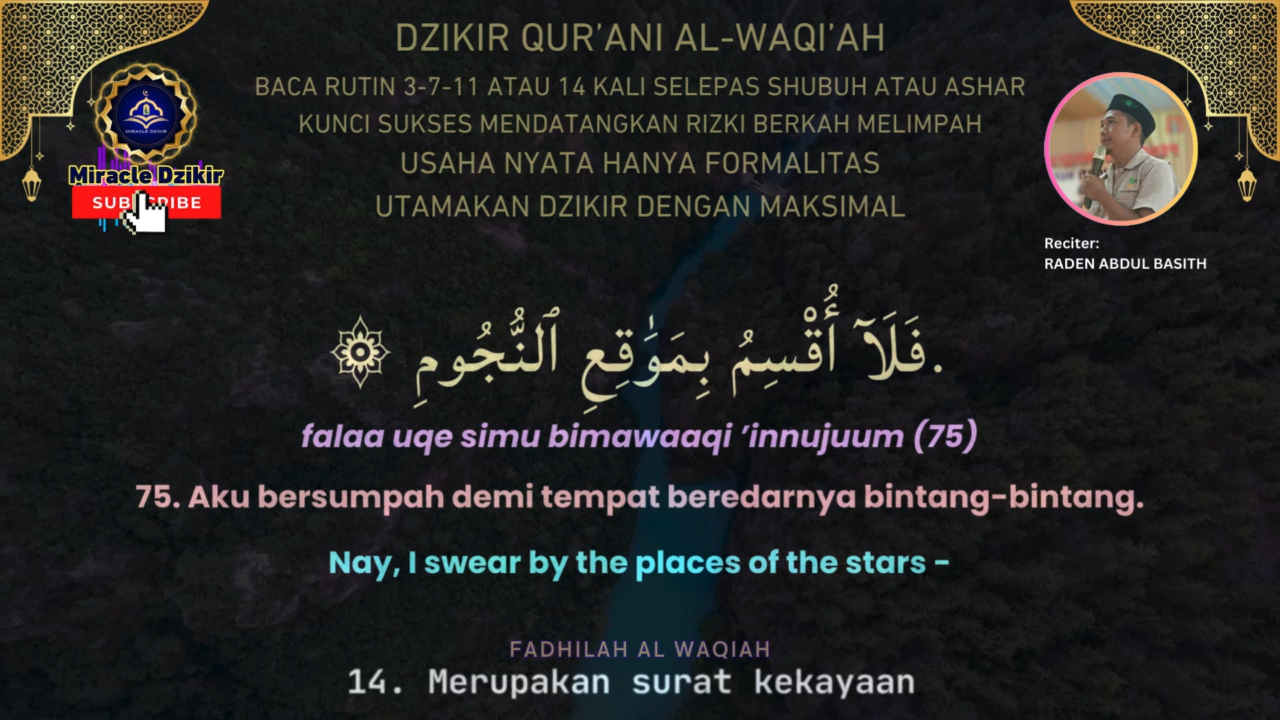 DZIKIR QUR'ANI AL-WAQI'AH
BACA RUTIN 3-7-11 ATAU 14 KALI SELEPAS SHUBUH ATAU ASHAR
KUNCI SUKSES MENDATANGKAN RIZKI BERKAH MELIMPAH
USAHA NYATA HANYA FORMALITAS
UTAMAKAN DZIKIR DENGAN MAKSIMAL
MIRACLE DZIKIR
Miracle Dzikir
SUBSCRIBE
Reciter:
RADEN ABDUL BASITH
.فَلَآ أُقْسِمُ بِمَوَٰقِعِ ٱلنُّجُومِ ۞
falaa uqe simu bimawaaqi 'innujuum (75)
75. Aku bersumpah demi tempat beredarnya bintang-bintang.
Nay, I swear by the places of the stars -
FADHILAH AL WAQIAH
14. Merupakan surat kekayaan